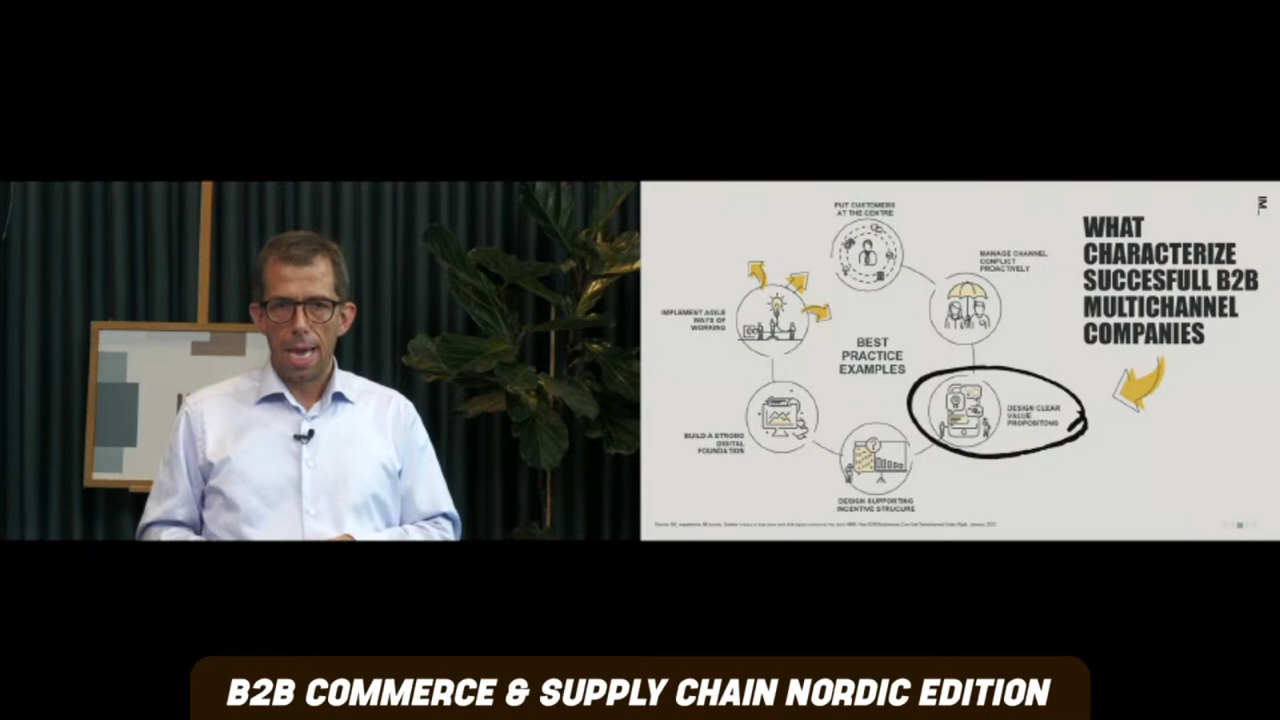 PUT CUSTOMERS
AT THE CENTRE
MANAGE CHANNEL
CONFLICT
PROACTIVELY
IMPLEMENT AGILE
WAYS OF
WORKING
BEST
PRACTICE
EXAMPLES
DESIGN CLEAR
VALUE
PROPOSITONS
BUILD A STRONG
DIGITAL
FOUNDATION
DESIGN SUPPORTING
INCENTIVE STRUCURE
IM_
WHAT
CHARACTERIZE
SUCCESFULL B2B
MULTICHANNEL
COMPANIES
B2B COMMERCE & SUPPLY CHAIN NORDIC EDITION